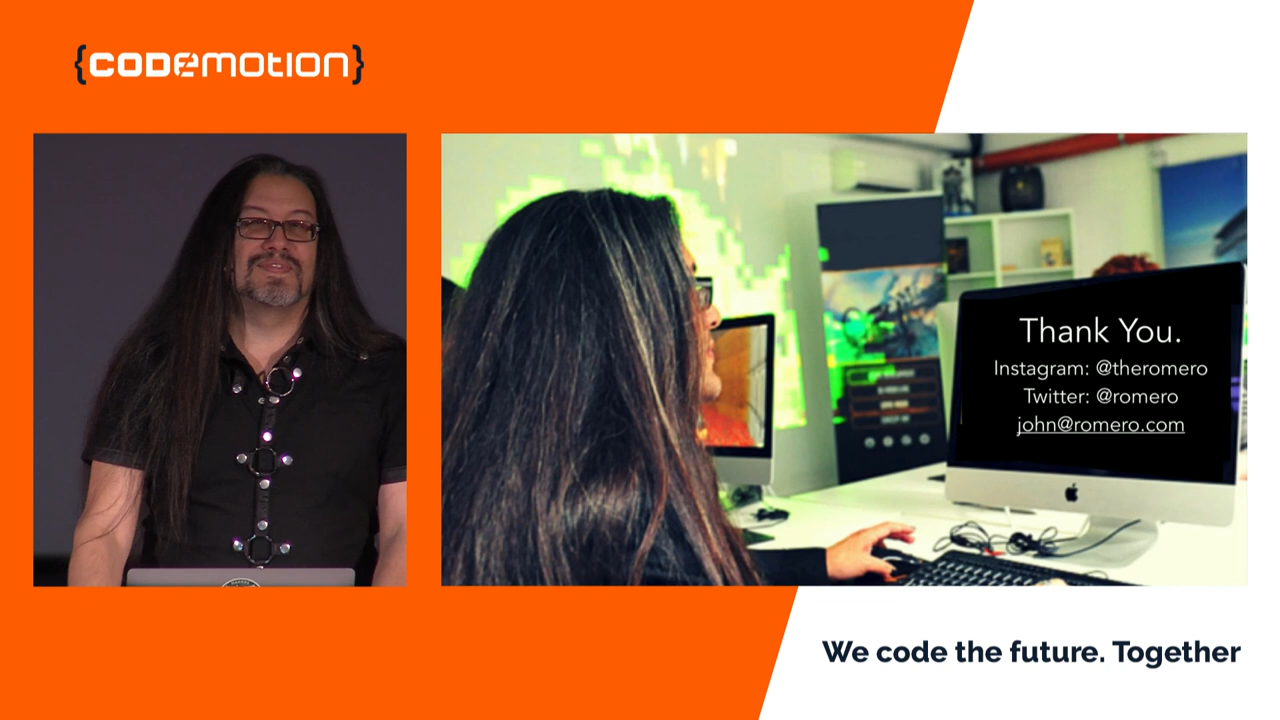 {CODEMOTION}
Thank You.
Instagram: @theromero
Twitter: @romero
john@romero.com
We code the future. Together